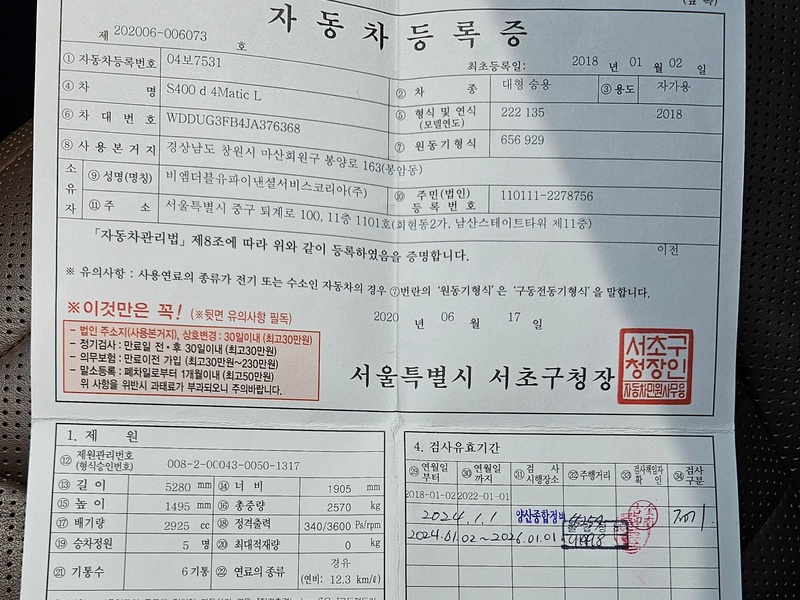 자동차등록증
제 202006-006073 호
최초등록일: 2018 년 01 월 02 일
① 자동차등록번호 04보7531 ② 차 종 대형 승용 ③ 용도 자가용
④ 차 명 S400 d 4Matic L ⑤ 형식 및 연식 (모델연도) 222 135 2018
⑥ 차 대 번 호 WDDUG3FB4JA376368 ⑦ 원동기형식 656 929
⑧ 사 용 본 거 지 경상남도 창원시 마산회원구 봉양로 163(봉암동)
소유자
⑨ 성명(명칭) 비엠더블유파이낸셜서비스코리아(주) ⑩ 주민(법인) 등 록 번 호 110111-2278756
⑪ 주 소 서울특별시 중구 퇴계로 100, 11층 1101호(회현동2가, 남산스테이트타워 제11층)
「자동차관리법」제8조에 따라 위와 같이 등록하였음을 증명합니다. 이전
※ 유의사항 : 사용연료의 종류가 전기 또는 수소인 자동차의 경우 ⑦번란의 '원동기형식'은 '구동전동기형식'을 말합니다.
2020 년 06 월 17 일
※이것만은 꼭! (※뒷면 유의사항 필독)
- 법인 주소지(사용본거지), 상호변경 : 30일이내 (최고30만원)
- 정기검사 : 만료일 전·후 30일이내 (최고30만원)
- 의무보험 : 만료이전 가입 (최고30만원~230만원)
- 말소등록 : 폐차일로부터 1개월이내 (최고50만원)
위 사항을 위반시 과태료가 부과되오니 주의바랍니다.
서울특별시 서초구청장
서초구
청장인
자동차민원사무용
1. 제 원
⑫ 제원관리번호 (형식승인번호) 008-2-00043-0050-1317
⑬ 길 이 5280 mm ⑭ 너 비 1905 mm
⑮ 높 이 1495 mm ⑯ 총중량 2570 kg
⑰ 배기량 2925 cc ⑱ 정격출력 340/3600 Ps/rpm
⑲ 승차정원 5 명 ⑳ 최대적재량 0 kg
㉑ 기통수 6 기통 ㉒ 연료의 종류 경유 (연비: 12.3 km/ℓ)
4. 검사유효기간
㉙ 연월일 부터 ㉚ 연월일 까지 ㉛ 검 사 시행장소 ㉜ 주행거리 ㉝ 검사책임자 확 인 ㉞ 검사 구분
2018-01-02 2022-01-01
2024.1.1 양산종합정비
2024.01.02~2026.01.01